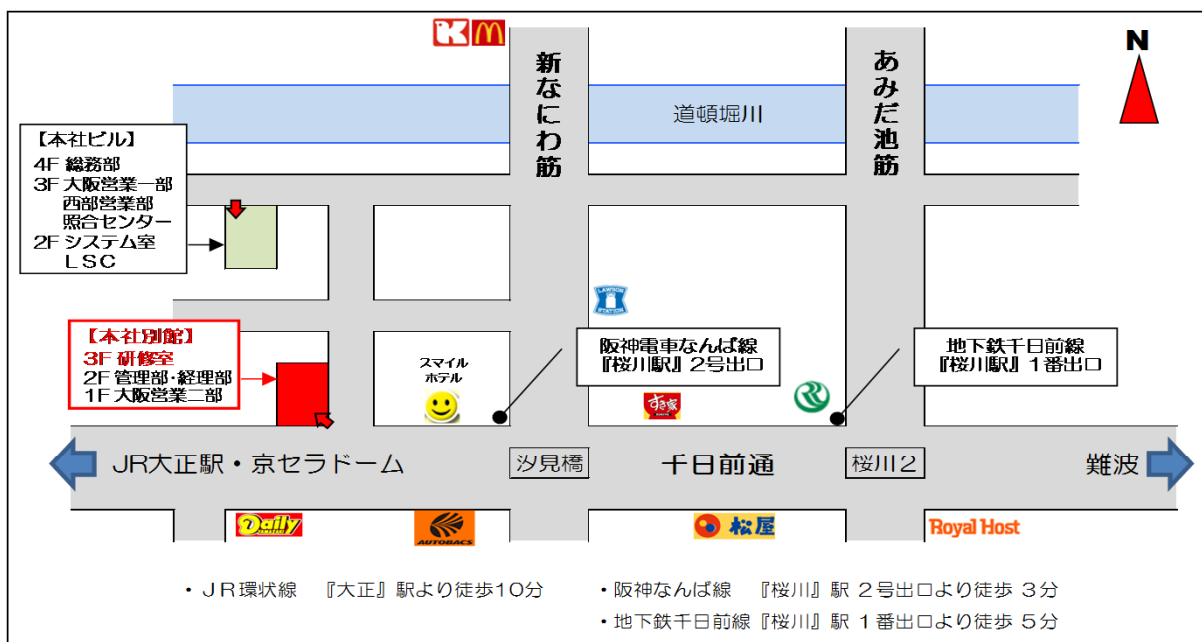 K M
N
新なにわ筋
あみだ池筋
道頓堀川
【本社ビル】
4F 総務部
3F 大阪営業一部
西部営業部
照合センター
2F システム室
LSC
LAWSON
STATION
【本社別館】
3F 研修室
2F 管理部・経理部
1F 大阪営業二部
スマイル
ホテル
阪神電車なんば線
『桜川駅』2号出口
地下鉄千日前線
『桜川駅』1番出口
すき家
JR大正駅・京セラドーム
汐見橋
千日前通
桜川2
難波
Daily
AUTOBACS
松屋
Royal Host
・ＪＲ環状線　『大正』駅より徒歩10分
・阪神なんば線　『桜川』駅 2号出口より徒歩 3分
・地下鉄千日前線『桜川』駅 1番出口より徒歩 5分